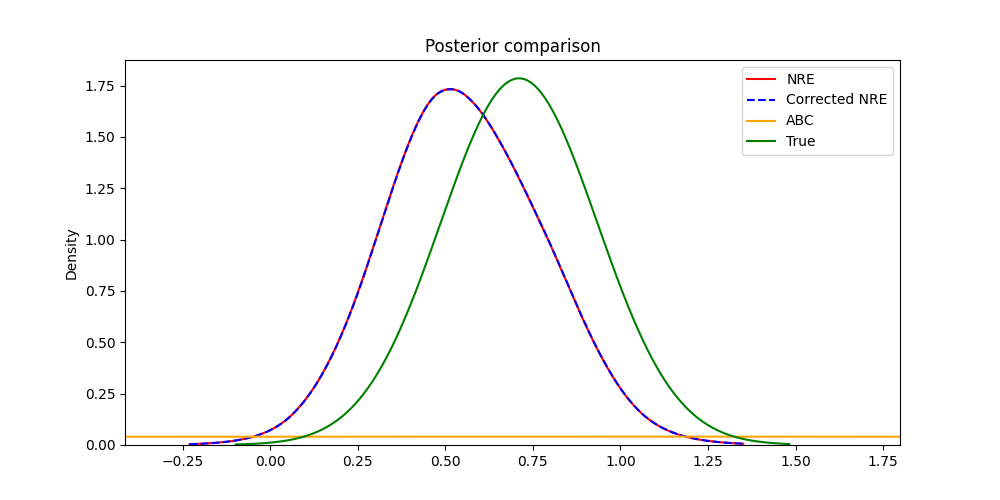 Posterior comparison
NRE
Corrected NRE
ABC
True
Density
1.75
1.50
1.25
1.00
0.75
0.50
0.25
0.00
−0.25 0.00 0.25 0.50 0.75 1.00 1.25 1.50 1.75